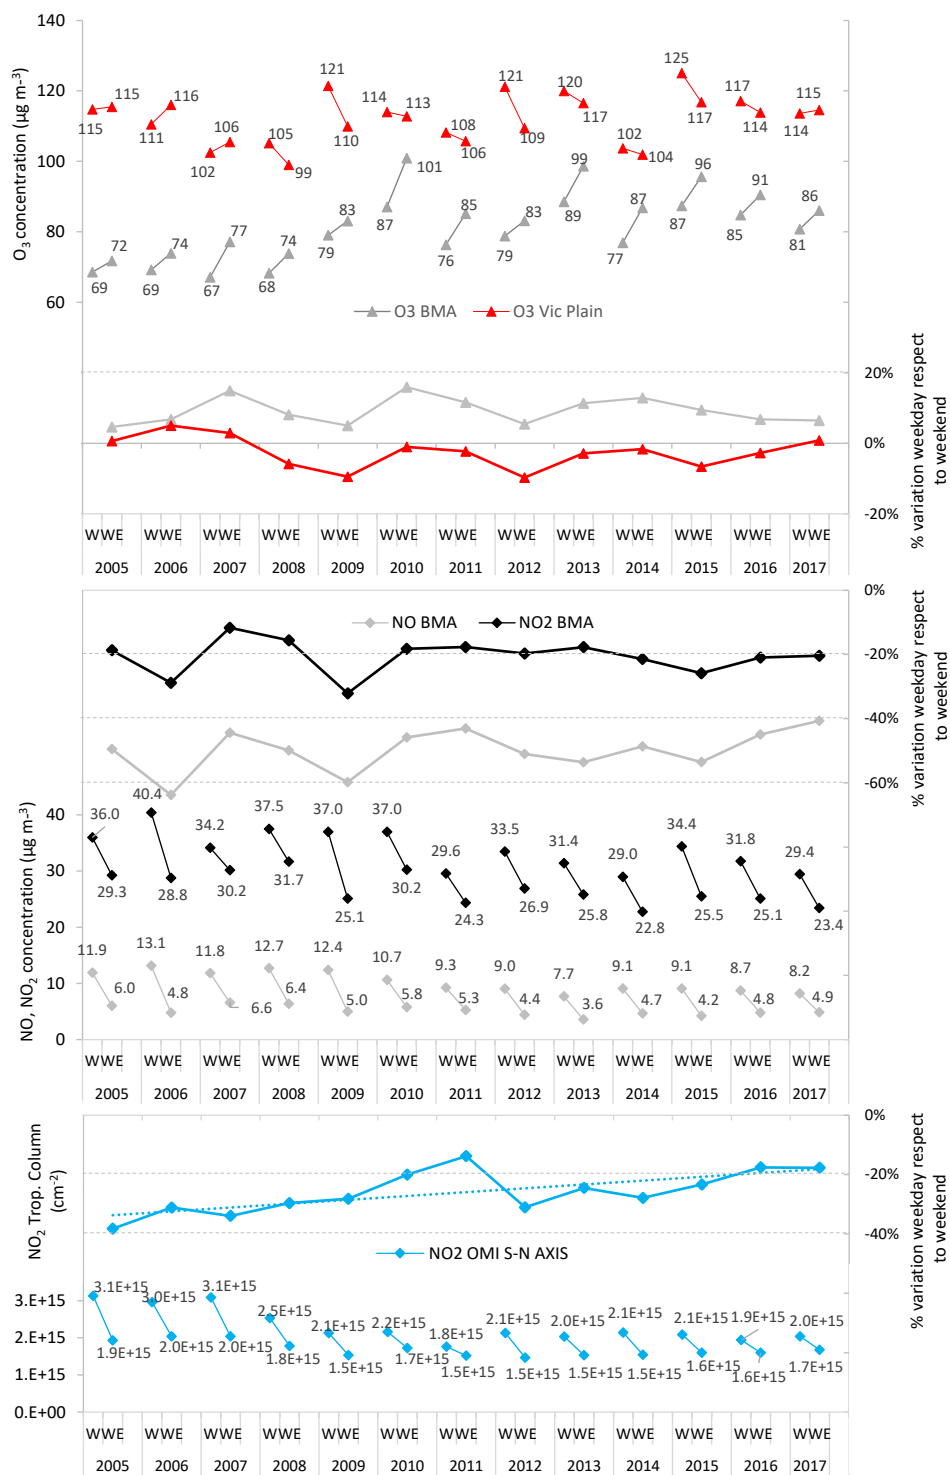 140
120
100
80
60
O3 concentration (µg m-3)
115 115
111 116
102 106
105 99
121 110
114 113
108 106
121 109
120 117
102 104
125 117
117 114
114 115
69 72
69 74
67 77
68 74
79 83
87 101
76 85
79 83
89 99
77 87
87 96
85 91
81 86
O3 BMA O3 Vic Plain
20%
0%
-20%
% variation weekday respect
to weekend
W WE W WE W WE W WE W WE W WE W WE W WE W WE W WE W WE W WE W WE
2005 2006 2007 2008 2009 2010 2011 2012 2013 2014 2015 2016 2017
NO BMA NO2 BMA
0%
-20%
-40%
-60%
% variation weekday respect
to weekend
40
30
20
10
0
NO, NO2 concentration (µg m-3)
36.0 29.3
40.4 28.8
34.2 30.2
37.5 31.7
37.0 25.1
37.0 30.2
29.6 24.3
33.5 26.9
31.4 25.8
29.0 22.8
34.4 25.5
31.8 25.1
29.4 23.4
11.9 6.0
13.1 4.8
11.8 6.6
12.7 6.4
12.4 5.0
10.7 5.8
9.3 5.3
9.0 4.4
7.7 3.6
9.1 4.7
9.1 4.2
8.7 4.8
8.2 4.9
W WE W WE W WE W WE W WE W WE W WE W WE W WE W WE W WE W WE W WE
2005 2006 2007 2008 2009 2010 2011 2012 2013 2014 2015 2016 2017
NO2 Trop. Column
(cm-2)
0%
-20%
-40%
% variation weekday respect
to weekend
NO2 OMI S-N AXIS
3.E+15
2.E+15
1.E+15
0.E+00
3.1E+15 1.9E+15
3.0E+15 2.0E+15
3.1E+15 2.0E+15
2.5E+15 1.8E+15
2.1E+15 1.5E+15
2.2E+15 1.7E+15
1.8E+15 1.5E+15
2.1E+15 1.5E+15
2.0E+15 1.5E+15
2.1E+15 1.5E+15
2.1E+15 1.6E+15
1.9E+15 1.6E+15
2.0E+15 1.7E+15
W WE W WE W WE W WE W WE W WE W WE W WE W WE W WE W WE W WE W WE
2005 2006 2007 2008 2009 2010 2011 2012 2013 2014 2015 2016 2017